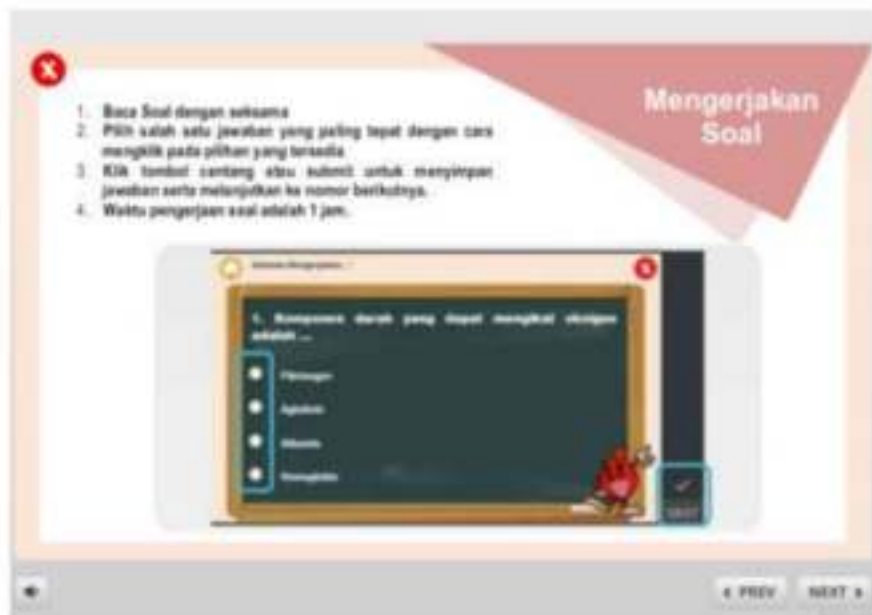 X
Mengerjakan
Soal
1. Baca Soal dengan seksama
2. Pilih salah satu jawaban yang paling tepat dengan cara
mengklik pada pilihan yang tersedia
3. Klik tombol centang atau submit untuk menyimpan
jawaban serta melanjutkan ke nomor berikutnya.
4. Waktu pengerjaan soal adalah 1 jam.
X
1. Komponen darah yang dapat mengikat oksigen
adalah ...
Fibrinogen
Hemoglobin
PREV
NEXT